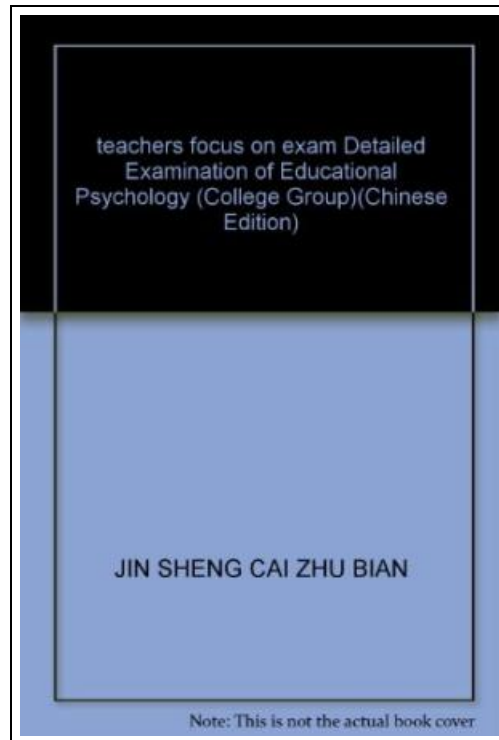 teachers focus on exam Detailed
Examination of Educational
Psychology (College Group)(Chinese
Edition)
JIN SHENG CAI ZHU BIAN
Note: This is not the actual book cover